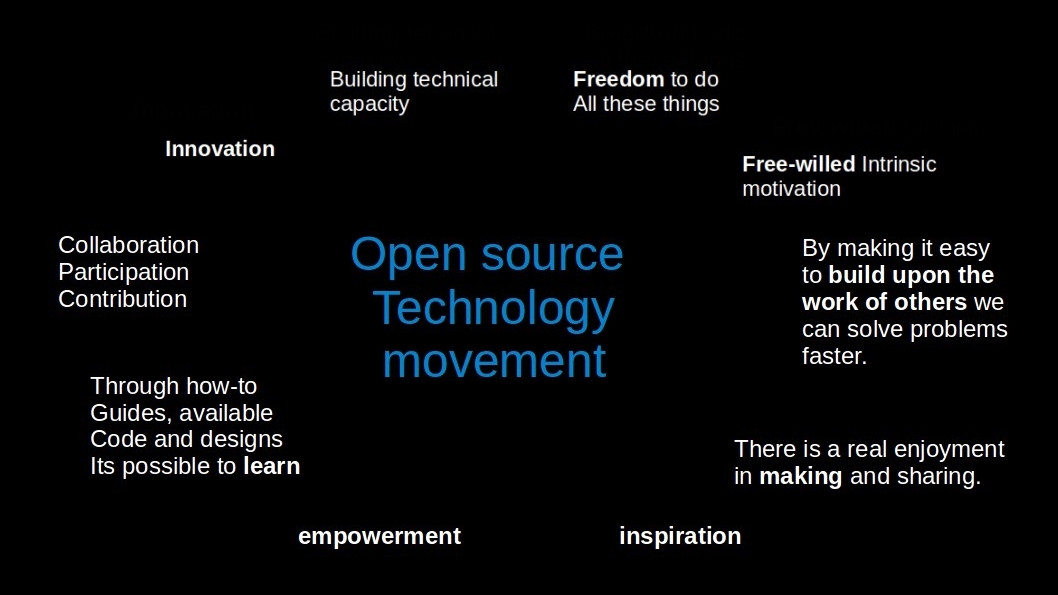 Building technical
capacity
Freedom to do
All these things
Innovation
Free-willed Intrinsic
motivation
Collaboration
Participation
Contribution
Open source
Technology
movement
By making it easy
to build upon the
work of others we
can solve problems
faster.
Through how-to
Guides, available
Code and designs
Its possible to learn
There is a real enjoyment
in making and sharing.
empowerment
inspiration